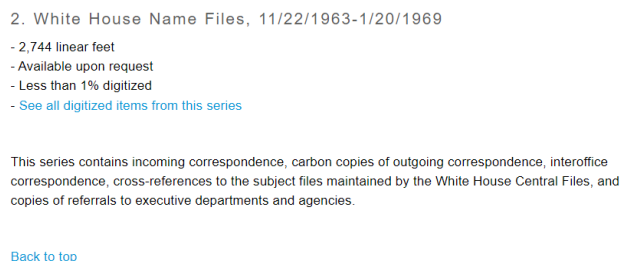 2. White House Name Files, 11/22/1963-1/20/1969
- 2,744 linear feet
- Available upon request
- Less than 1% digitized
- See all digitized items from this series
This series contains incoming correspondence, carbon copies of outgoing correspondence, interoffice
correspondence, cross-references to the subject files maintained by the White House Central Files, and
copies of referrals to executive departments and agencies.
Back to top